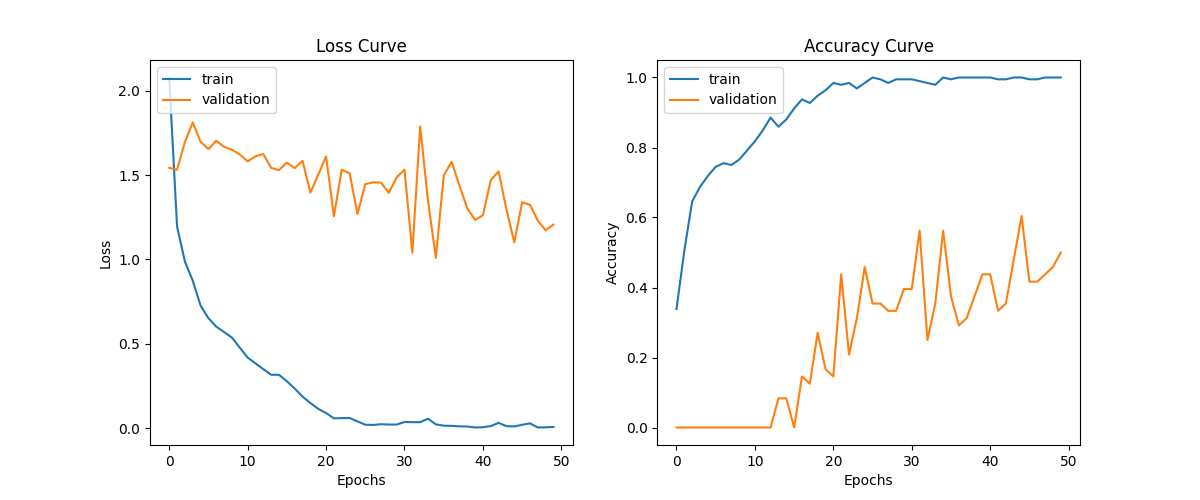 Loss Curve
train
validation
2.0
1.5
1.0
0.5
0.0
Loss
0 10 20 30 40 50
Epochs
Accuracy Curve
train
validation
1.0
0.8
0.6
0.4
0.2
0.0
Accuracy
0 10 20 30 40 50
Epochs